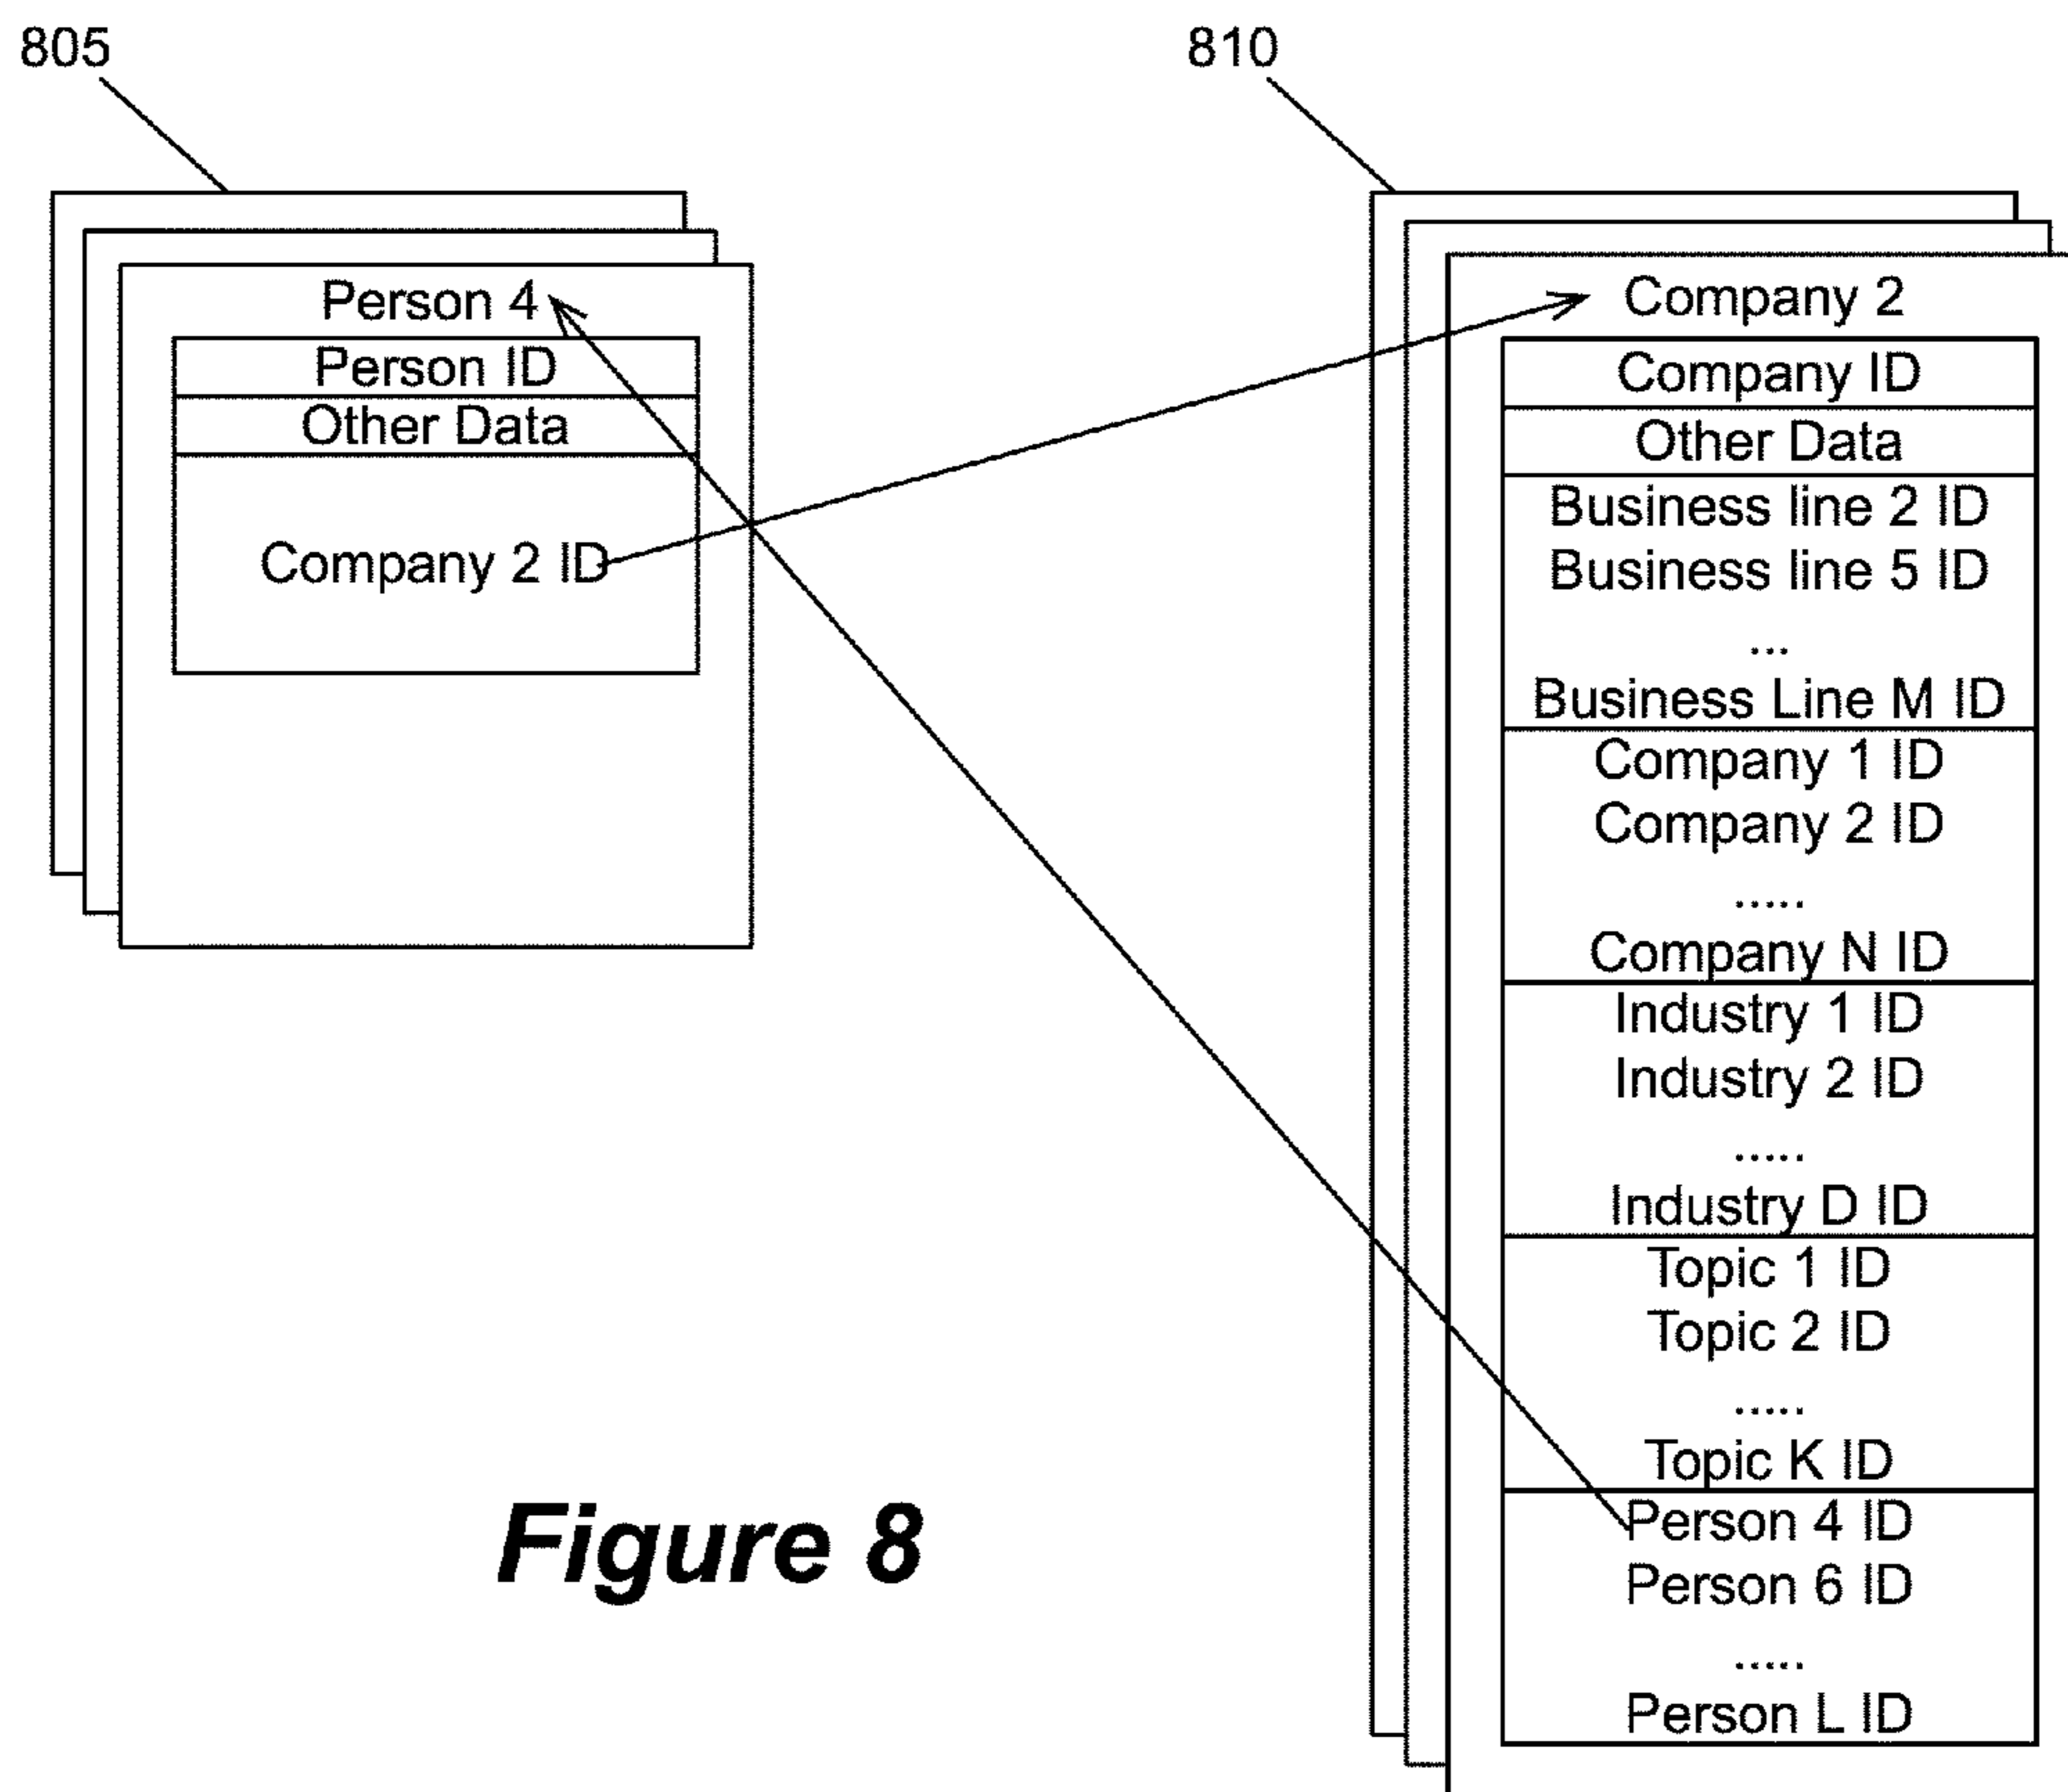 805
810
Person 4
Person ID
Other Data
Company 2 ID
Company 2
Company ID
Other Data
Business line 2 ID
Business line 5 ID
...
Business Line M ID
Company 1 ID
Company 2 ID
.....
Company N ID
Industry 1 ID
Industry 2 ID
.....
Industry D ID
Topic 1 ID
Topic 2 ID
.....
Topic K ID
Person 4 ID
Person 6 ID
.....
Person L ID
Figure 8